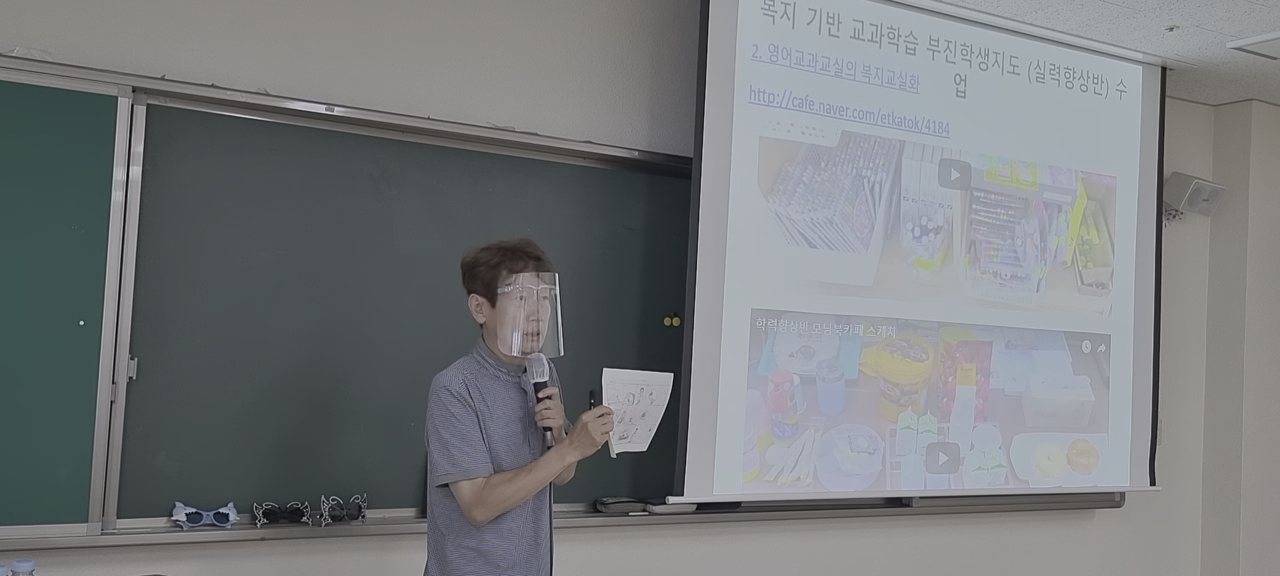 복지 기반 교과학습 부진학생지도 (실력향상반) 수
업
2. 영어교과교실의 복지교실화
http://cafe.naver.com/etkatok/4184
학력향상반 모닝북카페 스케치